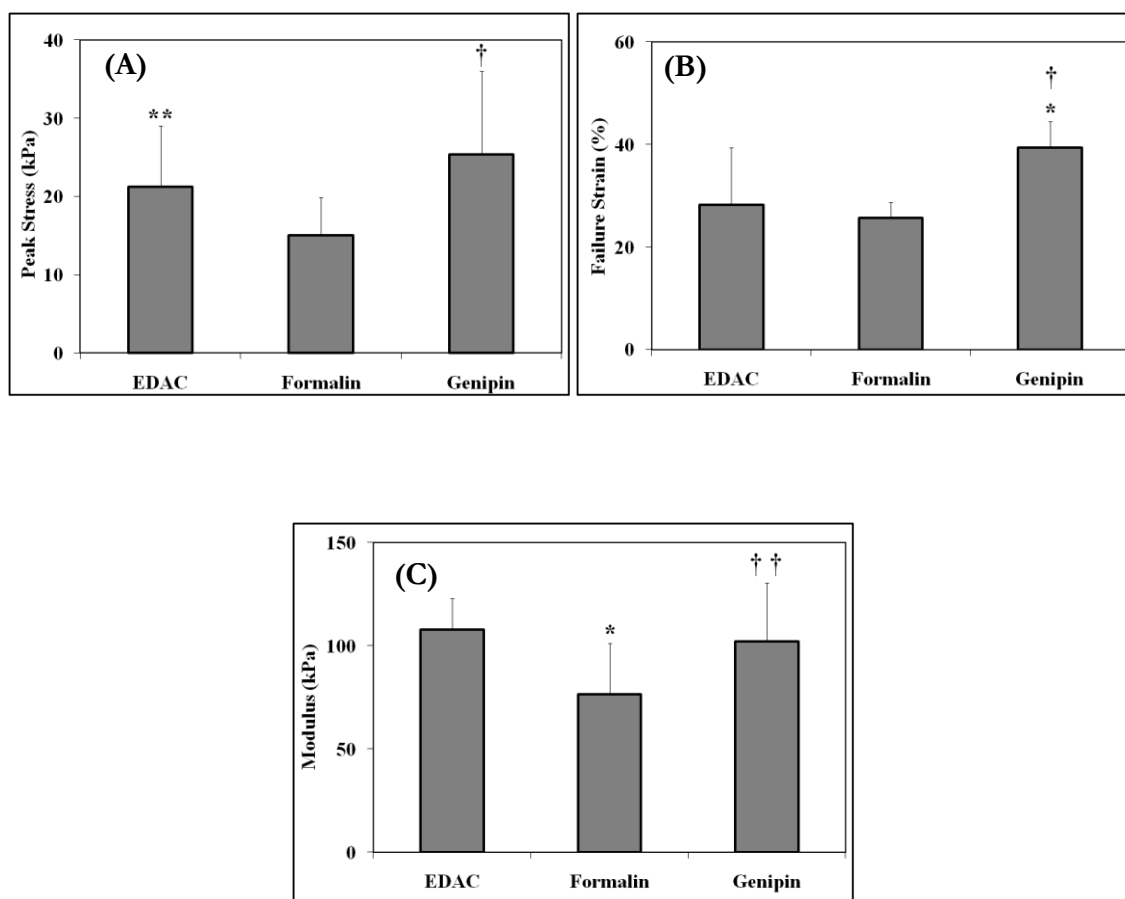 (A)
Peak Stress (kPa)
40
30
20
10
0
**
†
EDAC Formalin Genipin
(B)
Failure Strain (%)
60
40
20
0
†
*
EDAC Formalin Genipin
(C)
Modulus (kPa)
150
100
50
0
*
† †
EDAC Formalin Genipin